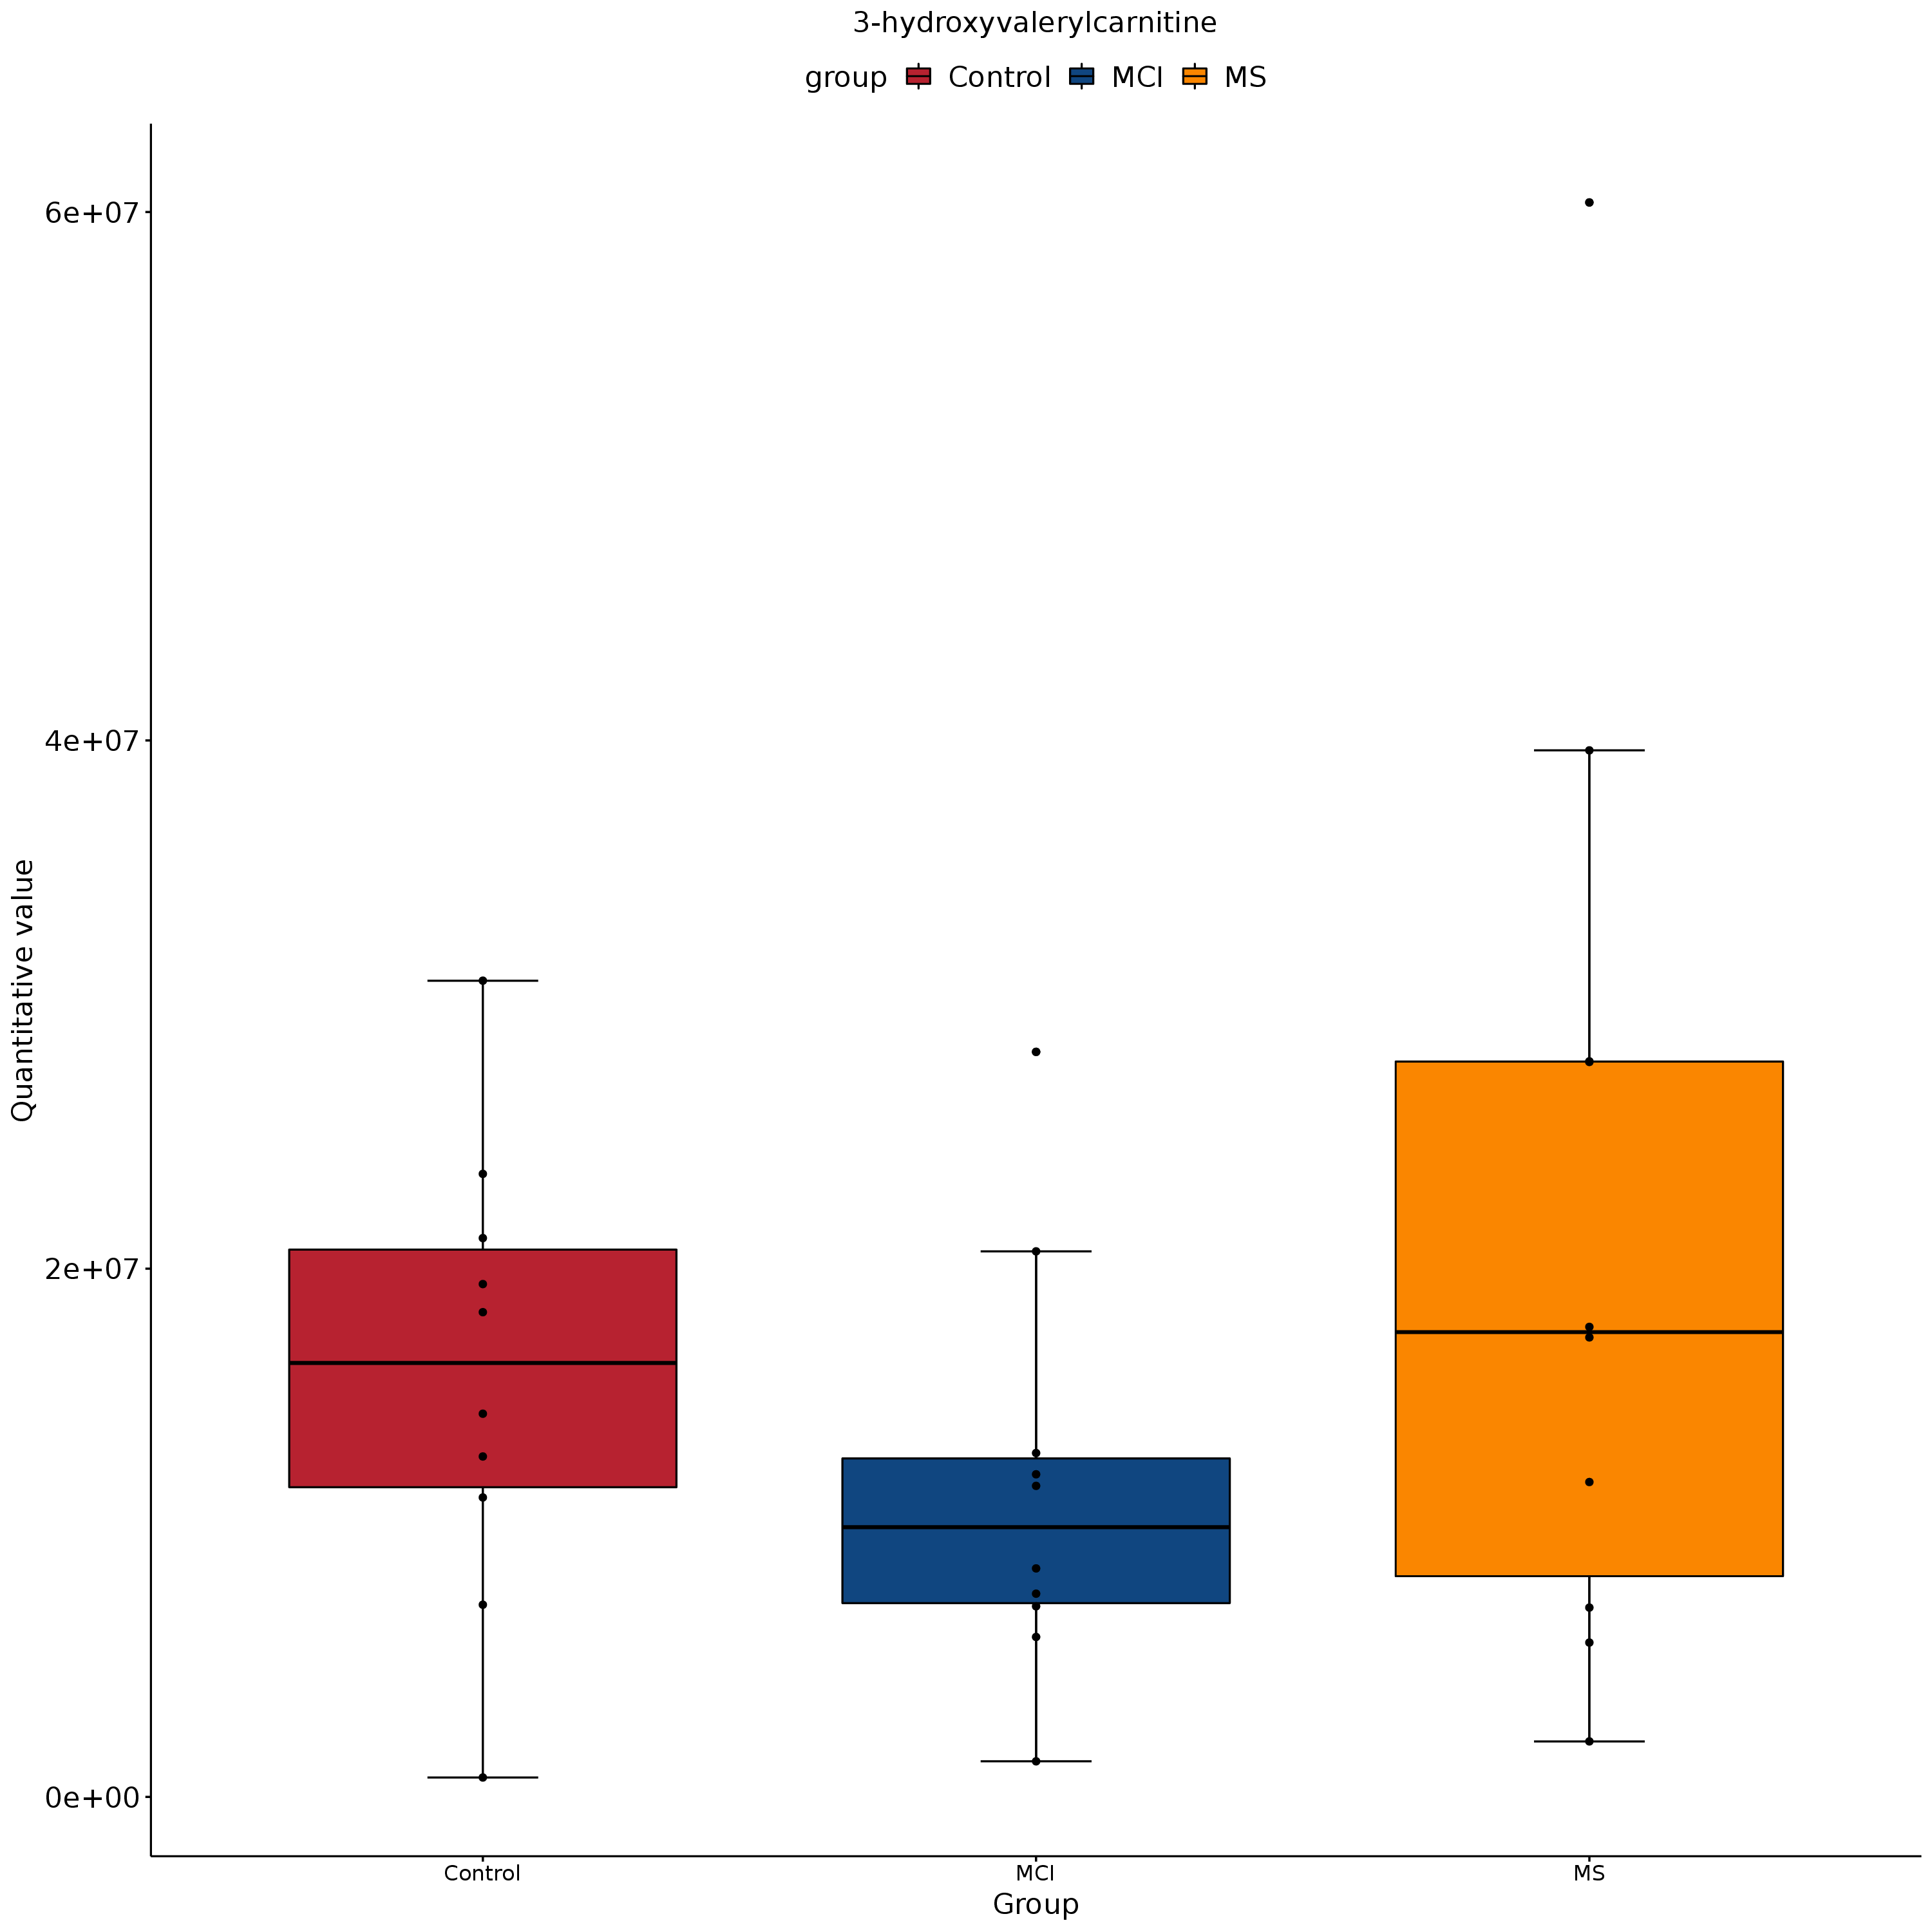 3-hydroxyvalerylcarnitine
group Control MCI MS
6e+07
4e+07
2e+07
0e+00
Quantitative value
Control MCI MS
Group